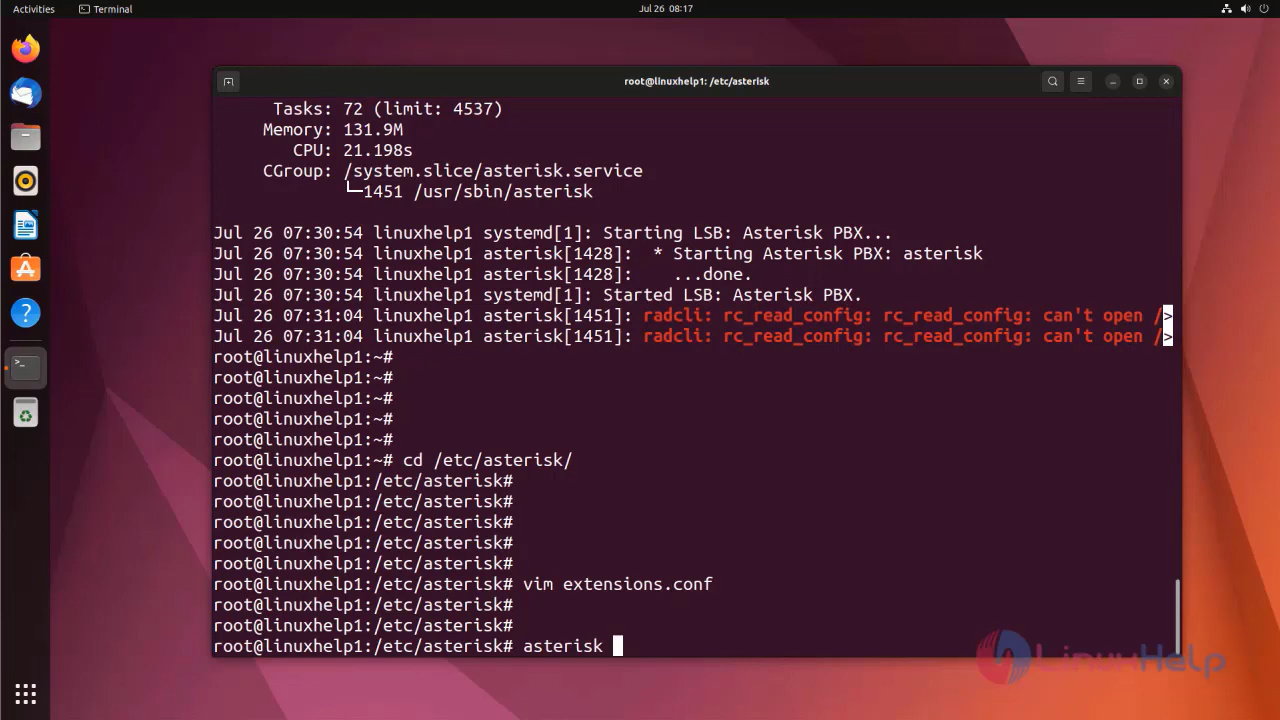 Activities Terminal Jul 26 08:17
root@linuxhelp1: /etc/asterisk
Tasks: 72 (limit: 4537)
Memory: 131.9M
CPU: 21.198s
CGroup: /system.slice/asterisk.service
└─1451 /usr/sbin/asterisk
Jul 26 07:30:54 linuxhelp1 systemd[1]: Starting LSB: Asterisk PBX...
Jul 26 07:30:54 linuxhelp1 asterisk[1428]:  * Starting Asterisk PBX: asterisk
Jul 26 07:30:54 linuxhelp1 asterisk[1428]:    ...done.
Jul 26 07:30:54 linuxhelp1 systemd[1]: Started LSB: Asterisk PBX.
Jul 26 07:31:04 linuxhelp1 asterisk[1451]: radcli: rc_read_config: rc_read_config: can't open />
Jul 26 07:31:04 linuxhelp1 asterisk[1451]: radcli: rc_read_config: rc_read_config: can't open />
root@linuxhelp1:~#
root@linuxhelp1:~#
root@linuxhelp1:~#
root@linuxhelp1:~#
root@linuxhelp1:~#
root@linuxhelp1:~# cd /etc/asterisk/
root@linuxhelp1:/etc/asterisk#
root@linuxhelp1:/etc/asterisk#
root@linuxhelp1:/etc/asterisk#
root@linuxhelp1:/etc/asterisk#
root@linuxhelp1:/etc/asterisk#
root@linuxhelp1:/etc/asterisk# vim extensions.conf
root@linuxhelp1:/etc/asterisk#
root@linuxhelp1:/etc/asterisk#
root@linuxhelp1:/etc/asterisk# asterisk
LinuxHelp